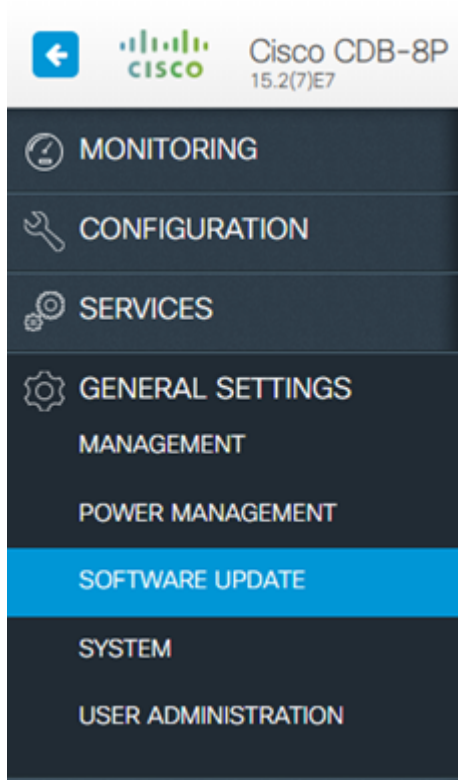 CISCO
Cisco CDB-8P
15.2(7)E7
MONITORING
CONFIGURATION
SERVICES
GENERAL SETTINGS
MANAGEMENT
POWER MANAGEMENT
SOFTWARE UPDATE
SYSTEM
USER ADMINISTRATION